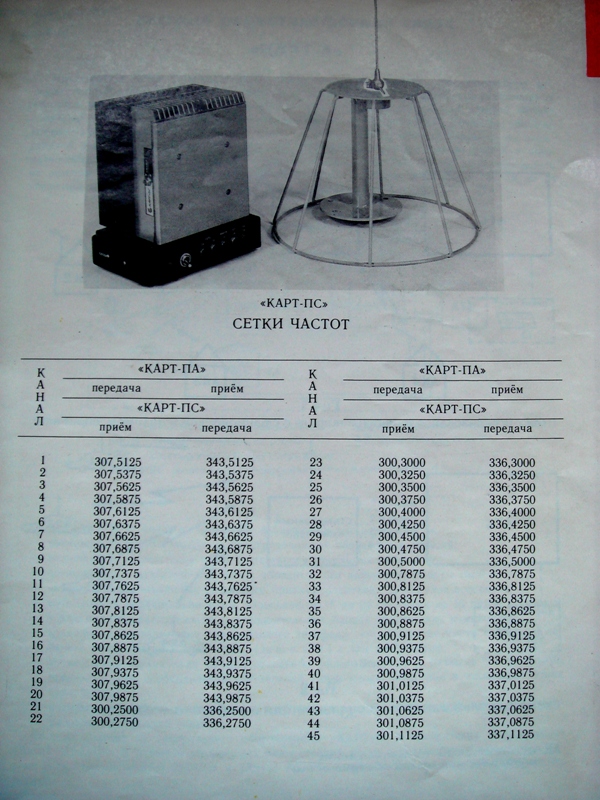 «КАРТ-ПС»
СЕТКИ ЧАСТОТ
КАНАЛ «КАРТ-ПА» КАНАЛ «КАРТ-ПА»
передача приём передача приём
«КАРТ-ПС» «КАРТ-ПС»
приём передача приём передача
1 307,5125 343,5125 23 300,3000 336,3000
2 307,5375 343,5375 24 300,3250 336,3250
3 307,5625 343,5625 25 300,3500 336,3500
4 307,5875 343,5875 26 300,3750 336,3750
5 307,6125 343,6125 27 300,4000 336,4000
6 307,6375 343,6375 28 300,4250 336,4250
7 307,6625 343,6625 29 300,4500 336,4500
8 307,6875 343,6875 30 300,4750 336,4750
9 307,7125 343,7125 31 300,5000 336,5000
10 307,7375 343,7375 32 300,7875 336,7875
11 307,7625 343,7625 33 300,8125 336,8125
12 307,7875 343,7875 34 300,8375 336,8375
13 307,8125 343,8125 35 300,8625 336,8625
14 307,8375 343,8375 36 300,8875 336,8875
15 307,8625 343,8625 37 300,9125 336,9125
16 307,8875 343,8875 38 300,9375 336,9375
17 307,9125 343,9125 39 300,9625 336,9625
18 307,9375 343,9375 40 300,9875 336,9875
19 307,9625 343,9625 41 301,0125 337,0125
20 307,9875 343,9875 42 301,0375 337,0375
21 300,2500 336,2500 43 301,0625 337,0625
22 300,2750 336,2750 44 301,0875 337,0875
45 301,1125 337,1125